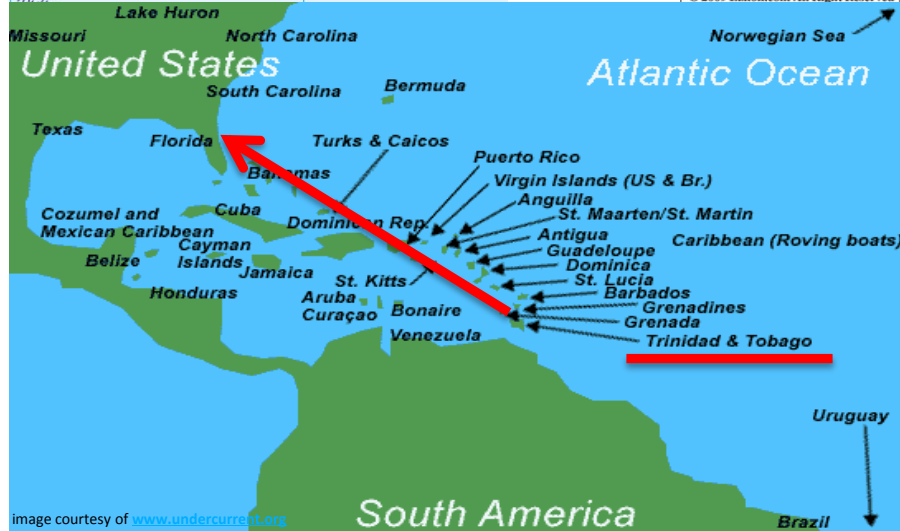 Lake Huron
Missouri
North Carolina
Norwegian Sea
United States
Atlantic Ocean
South Carolina
Bermuda
Texas
Florida
Turks & Caicos
Puerto Rico
Bahamas
Virgin Islands (US & Br.)
Anguilla
Cozumel and
Mexican Caribbean
Cuba
Dominican Rep.
St. Maarten/St. Martin
Antigua
Caribbean (Roving boats)
Guadeloupe
Cayman
Islands
Belize
Jamaica
Dominica
St. Kitts
St. Lucia
Honduras
Aruba
Curaçao
Bonaire
Barbados
Grenadines
Grenada
Venezuela
Trinidad & Tobago
Uruguay
South America
Brazil
image courtesy of www.undercurrent.org